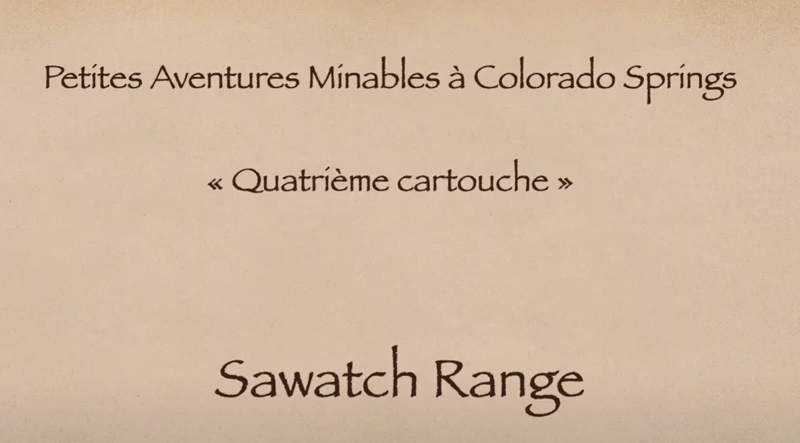 Petites Aventures Minables à Colorado Springs
« Quatrième cartouche »
Sawatch Range